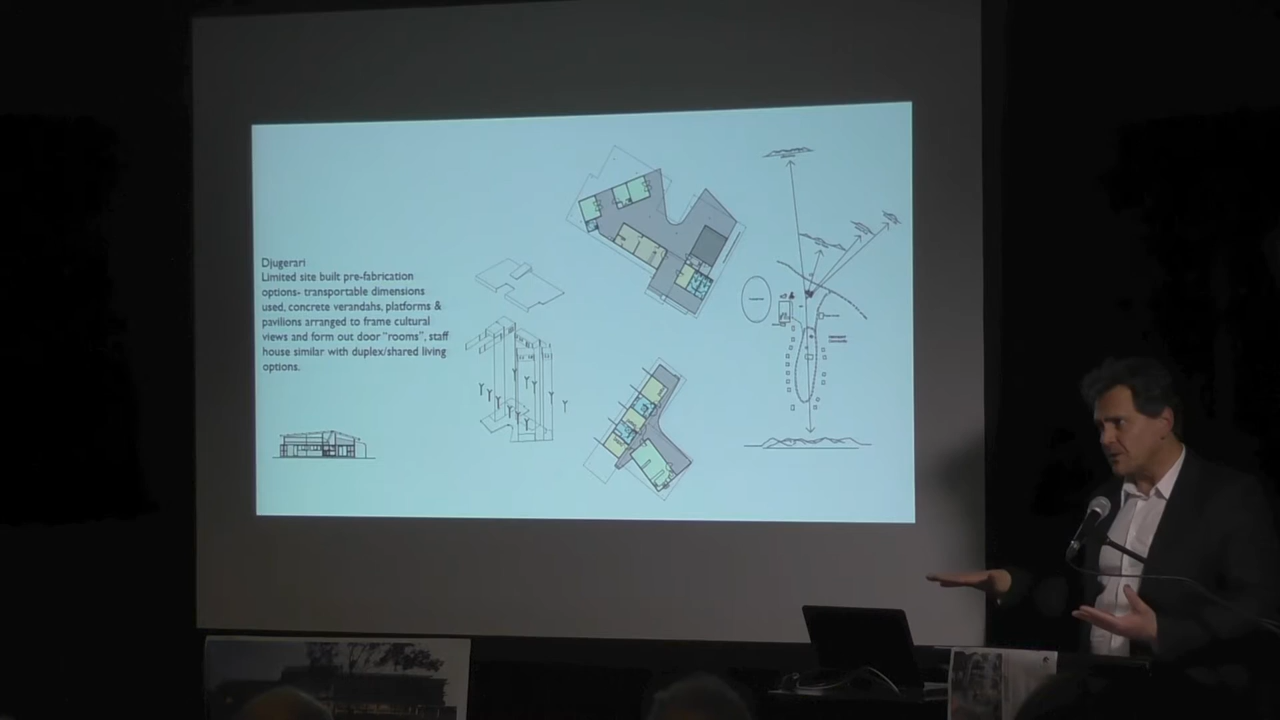 Djugerari
Limited site built pre-fabrication
options- transportable dimensions
used, concrete verandahs, platforms &
pavilions arranged to frame cultural
views and form out door "rooms", staff
house similar with duplex/shared living
options.